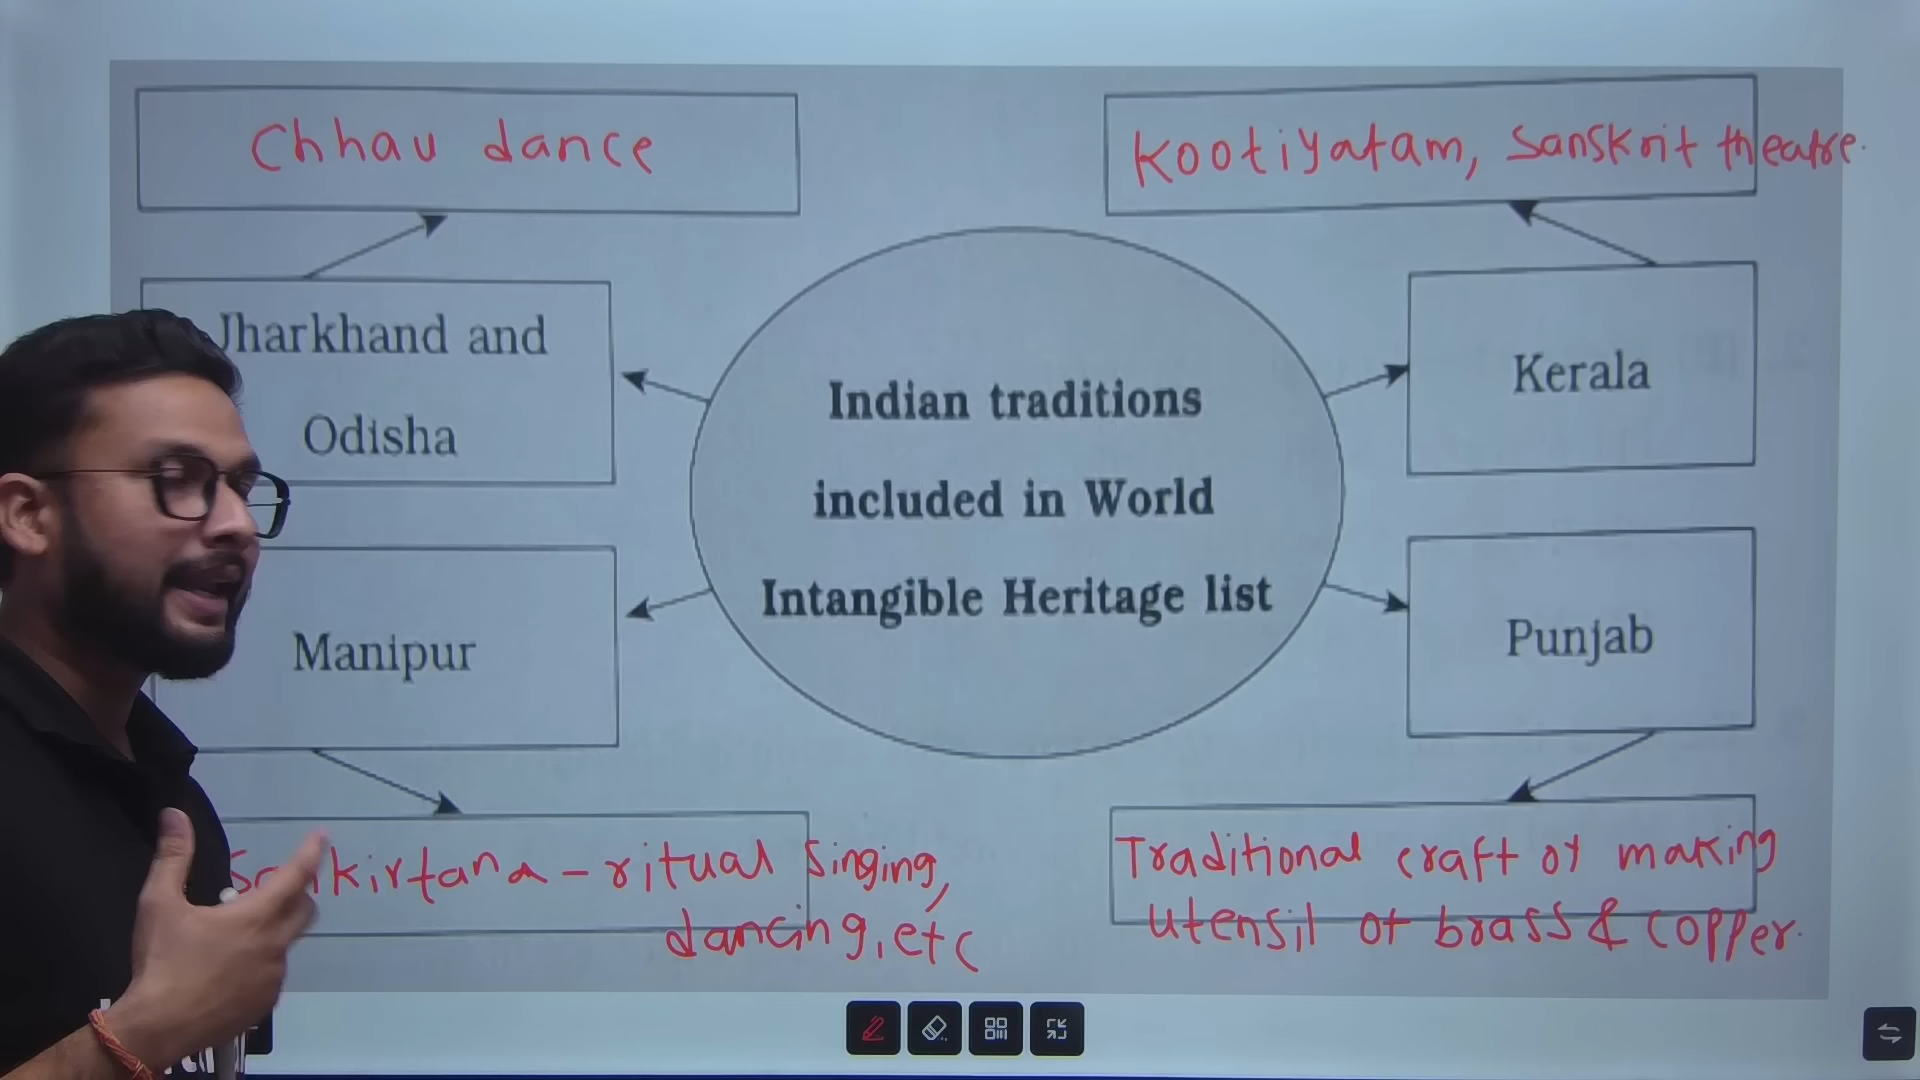 Chhau dance
Kootiyatam, Sanskrit theatre.
Jharkhand and
Odisha
Kerala
Indian traditions
included in World
Intangible Heritage list
Manipur
Punjab
Sankirtana - ritual singing,
dancing, etc
Traditional craft of making
utensil of brass & copper.